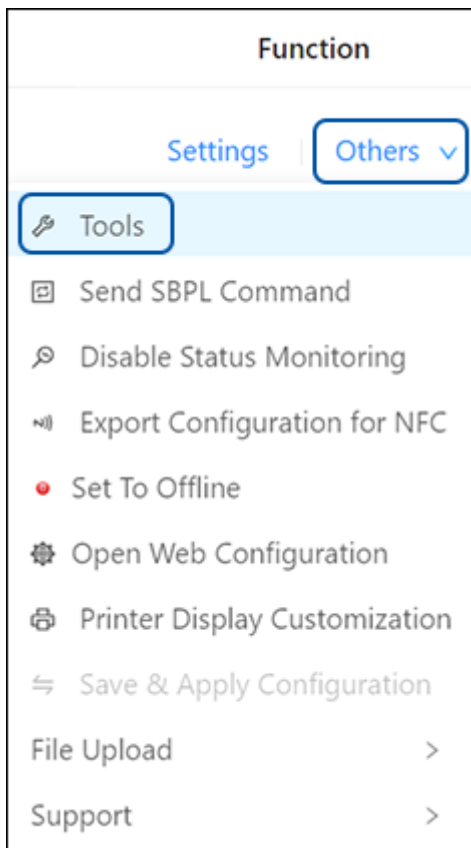 Function
Settings Others
Tools
Send SBPL Command
Disable Status Monitoring
Export Configuration for NFC
Set To Offline
Open Web Configuration
Printer Display Customization
Save & Apply Configuration
File Upload
Support